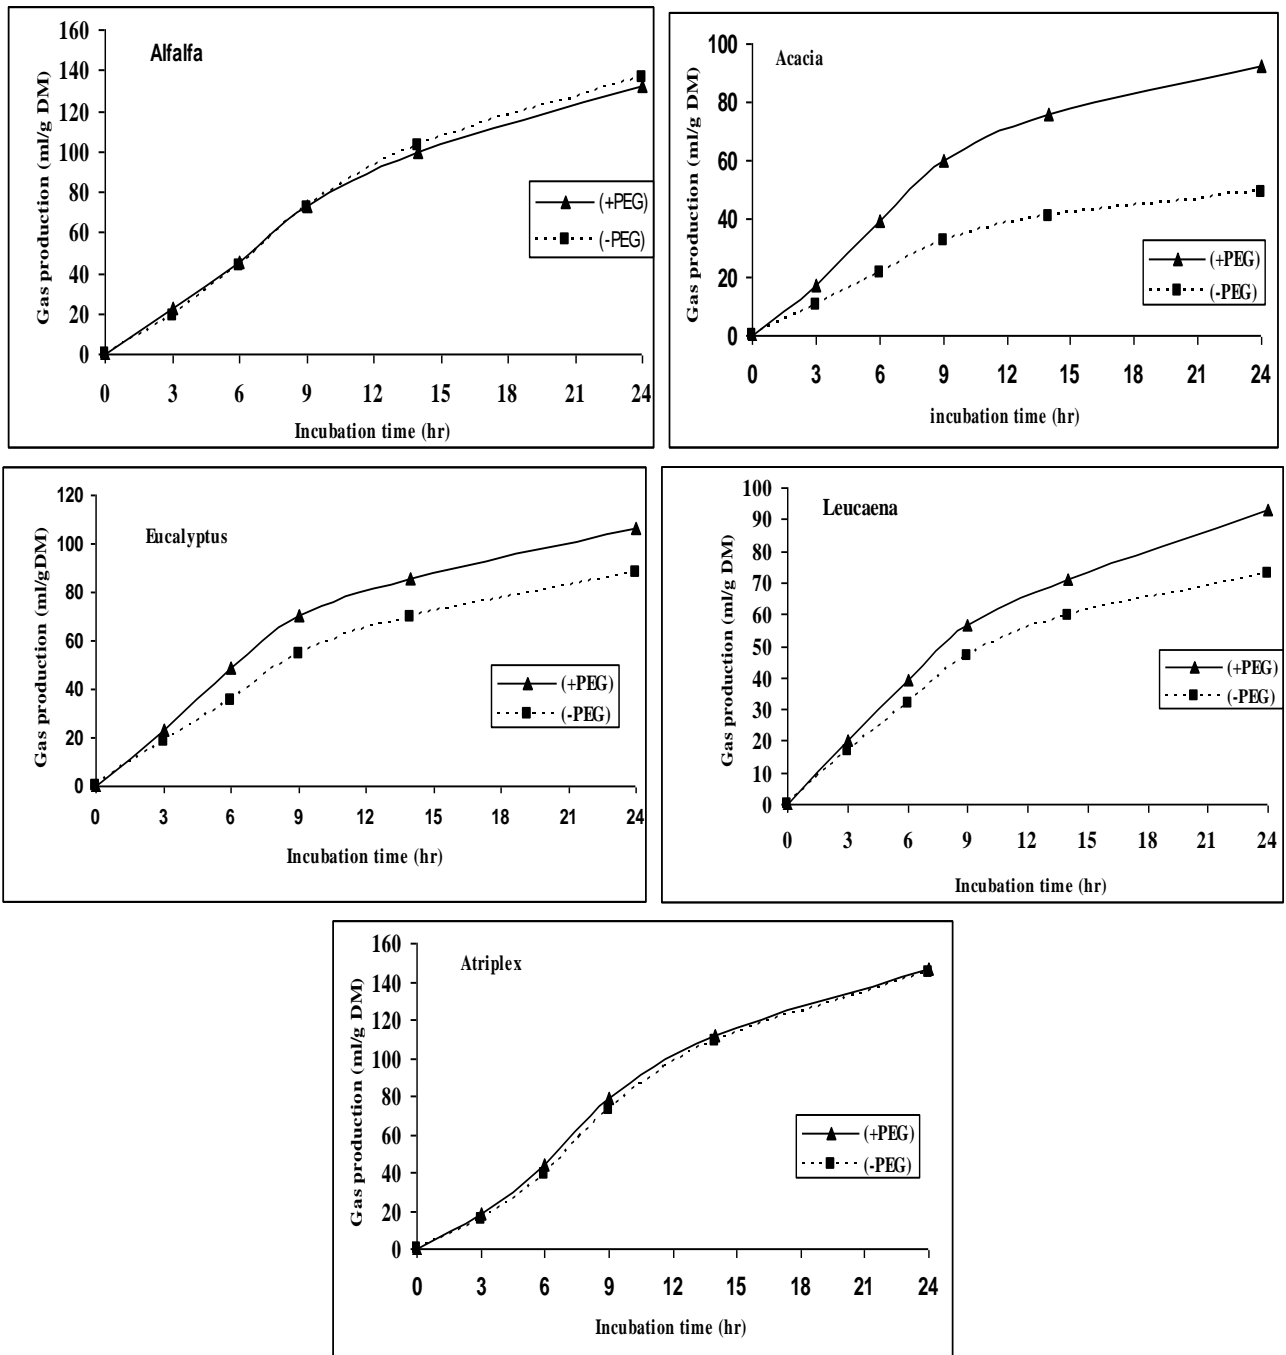 Alfalfa
Gas production (ml/g DM)
160
140
120
100
80
60
40
20
0
0 3 6 9 12 15 18 21 24
Incubation time (hr)
(+PEG)
(-PEG)
Acacia
Gas production (ml/g DM)
100
80
60
40
20
0
0 3 6 9 12 15 18 21 24
incubation time (hr)
(+PEG)
(-PEG)
Eucalyptus
Gas production (ml/gDM)
120
100
80
60
40
20
0
0 3 6 9 12 15 18 21 24
Incubation time (hr)
(+PEG)
(-PEG)
Leucaena
Gas production (ml/g DM)
100
90
80
70
60
50
40
30
20
10
0
0 3 6 9 12 15 18 21 24
Incubation time (hr)
(+PEG)
(-PEG)
Atriplex
Gas production (ml/g DM)
160
140
120
100
80
60
40
20
0
0 3 6 9 12 15 18 21 24
Incubation time (hr)
(+PEG)
(-PEG)